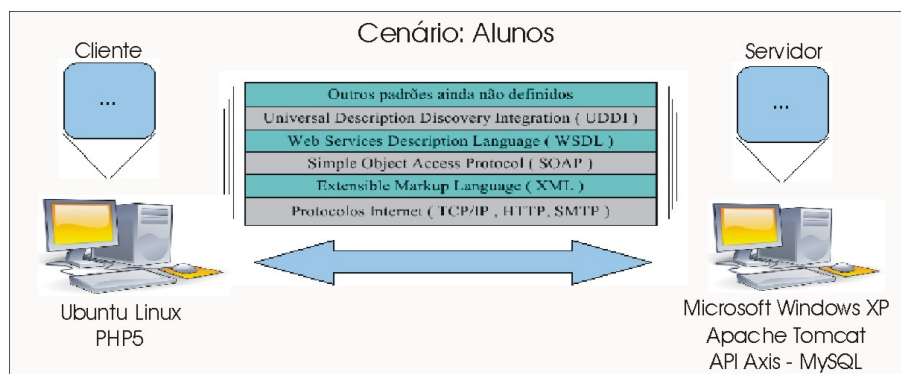 Cenário: Alunos
Cliente
...
Servidor
...
Outros padrões ainda não definidos
Universal Description Discovery Integration ( UDDI )
Web Services Description Language ( WSDL )
Simple Object Access Protocol ( SOAP )
Extensible Markup Language ( XML )
Protocolos Internet ( TCP/IP , HTTP, SMTP )
Ubuntu Linux
PHP5
Microsoft Windows XP
Apache Tomcat
API Axis - MySQL